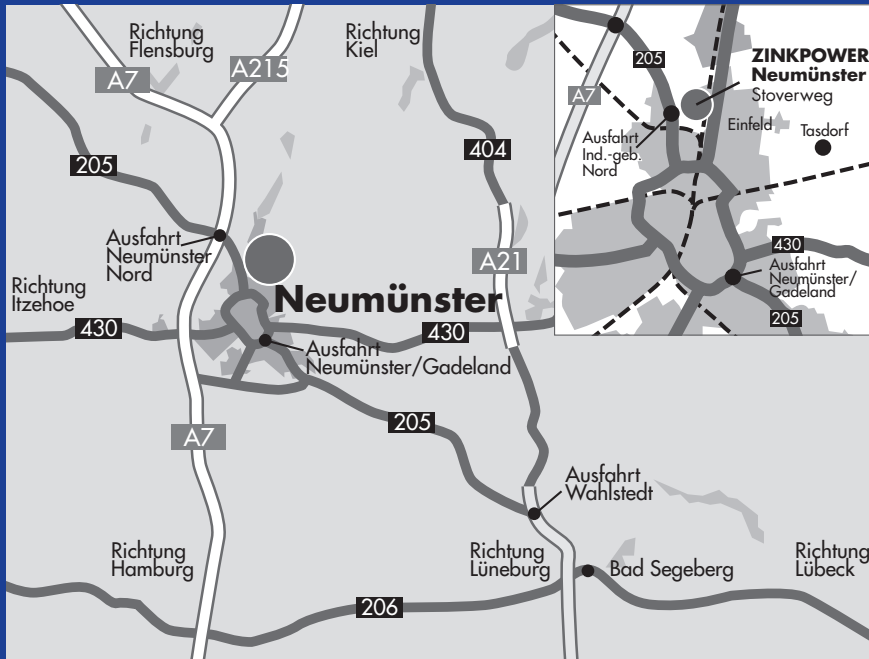 Richtung
Flensburg
A7
A215
Richtung
Kiel
404
205
Ausfahrt
Neumünster
Nord
A21
Richtung
Itzehoe
Neumünster
430
430
Ausfahrt
Neumünster/Gadeland
205
A7
Ausfahrt
Wahlstedt
Richtung
Hamburg
Richtung
Lüneburg
Bad Segeberg
Richtung
Lübeck
206
205
ZINKPOWER
Neumünster
Stoverweg
A7
Einfeld
Tasdorf
Ausfahrt
Ind.-geb.
Nord
430
Ausfahrt
Neumünster/
Gadeland
205